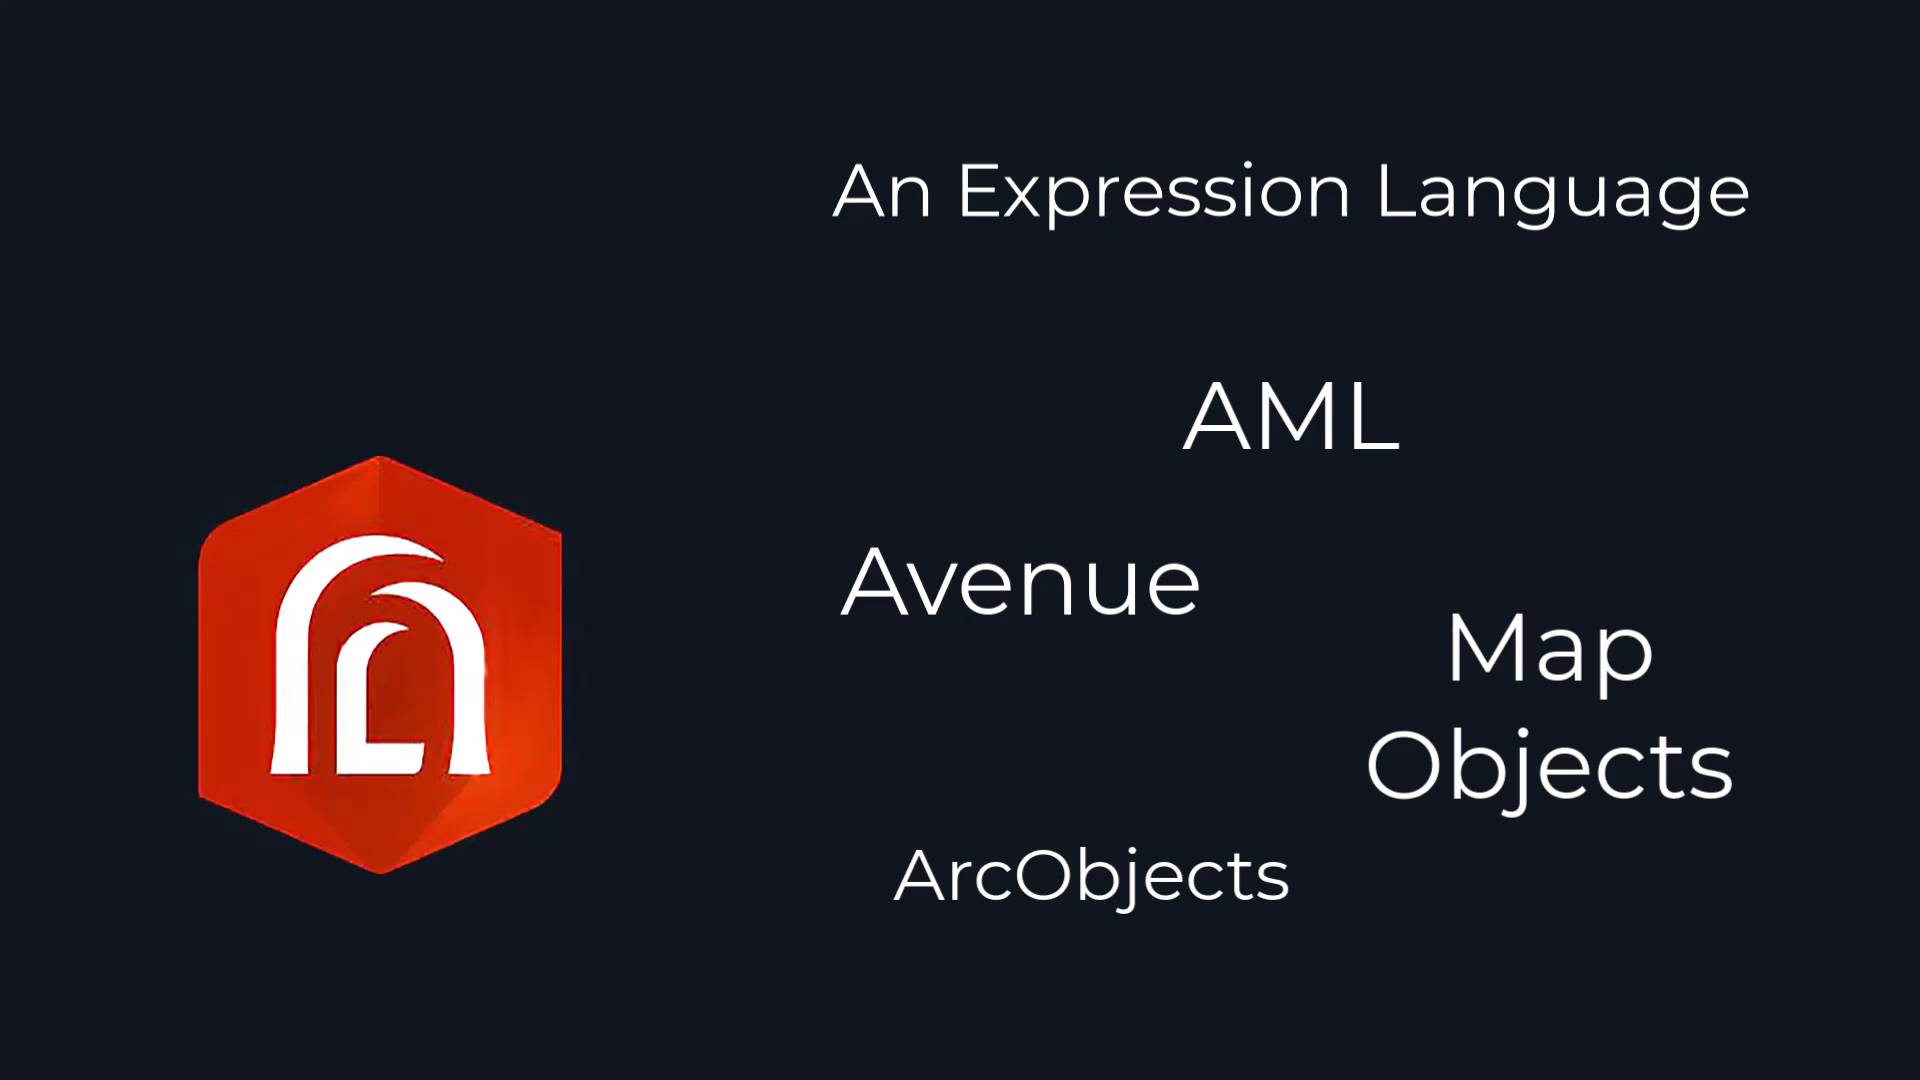 An Expression Language
AML
Avenue
Map
Objects
ArcObjects